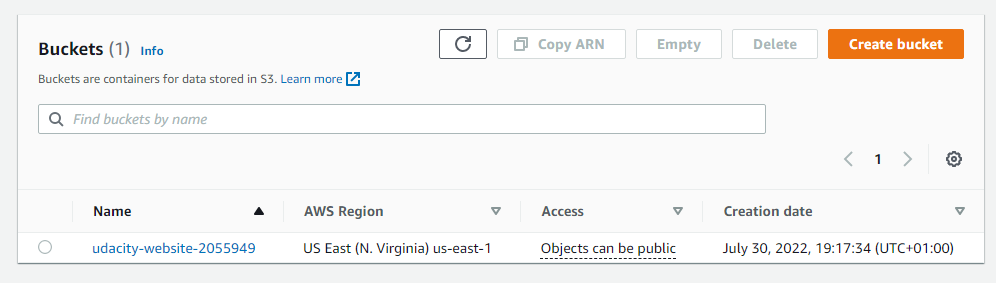 Buckets (1) Info
Copy ARN
Empty
Delete
Create bucket
Buckets are containers for data stored in S3. Learn more
Find buckets by name
1
Name AWS Region Access Creation date
udacity-website-2055949 US East (N. Virginia) us-east-1 Objects can be public July 30, 2022, 19:17:34 (UTC+01:00)